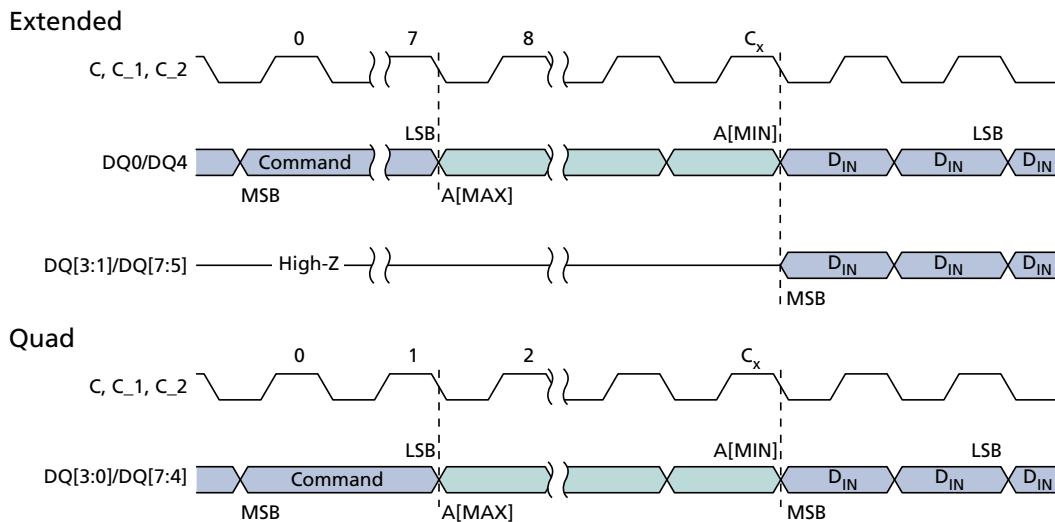 Extended
0 7 8 Cx
C, C_1, C_2
LSB A[MIN] LSB
DQ0/DQ4 Command DIN DIN DIN
MSB A[MAX]
DQ[3:1]/DQ[7:5] High-Z DIN DIN DIN
MSB
Quad
0 1 2 Cx
C, C_1, C_2
LSB A[MIN] LSB
DQ[3:0]/DQ[7:4] Command DIN DIN DIN
MSB A[MAX] MSB